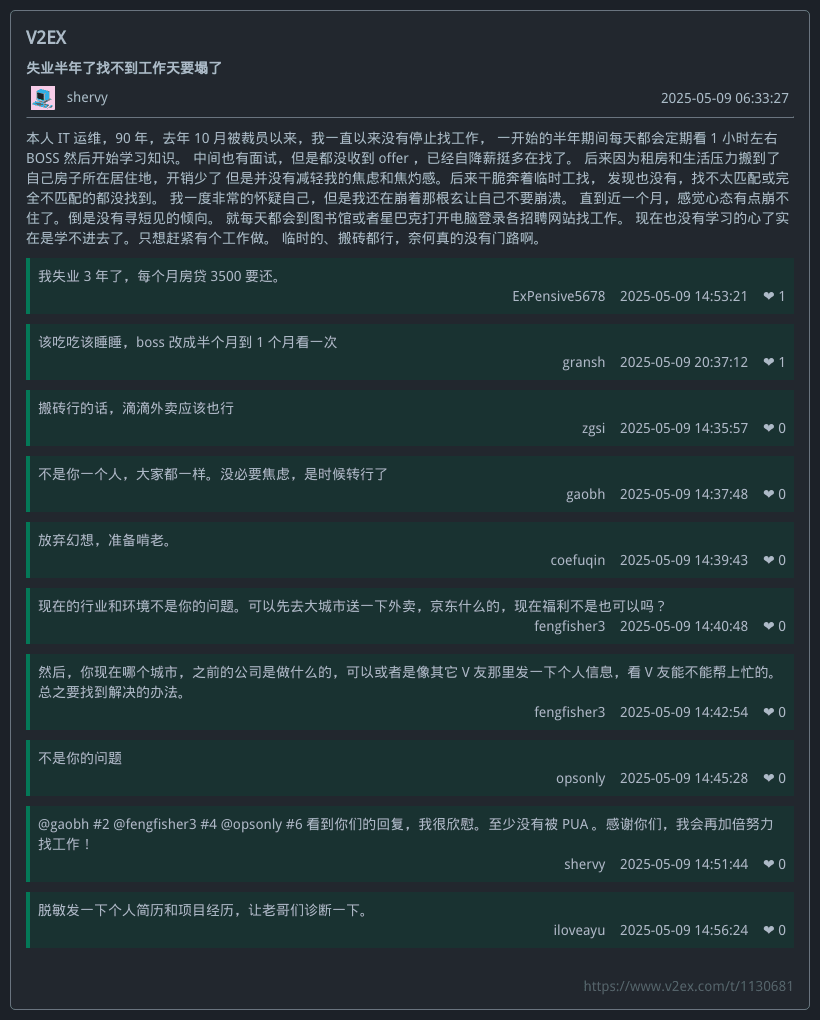 V2EX
失业半年了找不到工作天要塌了
shervy 2025-05-09 06:33:27
本人 IT 运维，90 年，去年 10 月被裁员以来，我一直以来没有停止找工作， 一开始的半年期间每天都会定期看 1 小时左右
BOSS 然后开始学习知识。 中间也有面试，但是都没收到 offer ，已经自降薪挺多在找了。 后来因为租房和生活压力搬到了
自己房子所在居住地，开销少了 但是并没有减轻我的焦虑和焦灼感。后来干脆奔着临时工找， 发现也没有，找不太匹配或完
全不匹配的都没找到。 我一度非常的怀疑自己，但是我还在崩着那根玄让自己不要崩溃。 直到近一个月，感觉心态有点崩不
住了。倒是没有寻短见的倾向。 就每天都会到图书馆或者星巴克打开电脑登录各招聘网站找工作。 现在也没有学习的心了实
在是学不进去了。只想赶紧有个工作做。 临时的、搬砖都行，奈何真的没有门路啊。
我失业 3 年了，每个月房贷 3500 要还。
ExPensive5678 2025-05-09 14:53:21 ❤ 1
该吃吃该睡睡，boss 改成半个月到 1 个月看一次
gransh 2025-05-09 20:37:12 ❤ 1
搬砖行的话，滴滴外卖应该也行
zgsi 2025-05-09 14:35:57 ❤ 0
不是你一个人，大家都一样。没必要焦虑，是时候转行了
gaobh 2025-05-09 14:37:48 ❤ 0
放弃幻想，准备啃老。
coefuqin 2025-05-09 14:39:43 ❤ 0
现在的行业和环境不是你的问题。可以先去大城市送一下外卖，京东什么的，现在福利不是也可以吗？
fengfisher3 2025-05-09 14:40:48 ❤ 0
然后，你现在哪个城市，之前的公司是做什么的，可以或者是像其它 V 友那里发一下个人信息，看 V 友能不能帮上忙的。
总之要找到解决的办法。
fengfisher3 2025-05-09 14:42:54 ❤ 0
不是你的问题
opsonly 2025-05-09 14:45:28 ❤ 0
@gaobh #2 @fengfisher3 #4 @opsonly #6 看到你们的回复，我很欣慰。至少没有被 PUA 。感谢你们，我会再加倍努力
找工作！
shervy 2025-05-09 14:51:44 ❤ 0
脱敏发一下个人简历和项目经历，让老哥们诊断一下。
iloveayu 2025-05-09 14:56:24 ❤ 0
https://www.v2ex.com/t/1130681